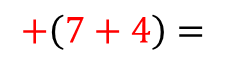 +(7 + 4) =